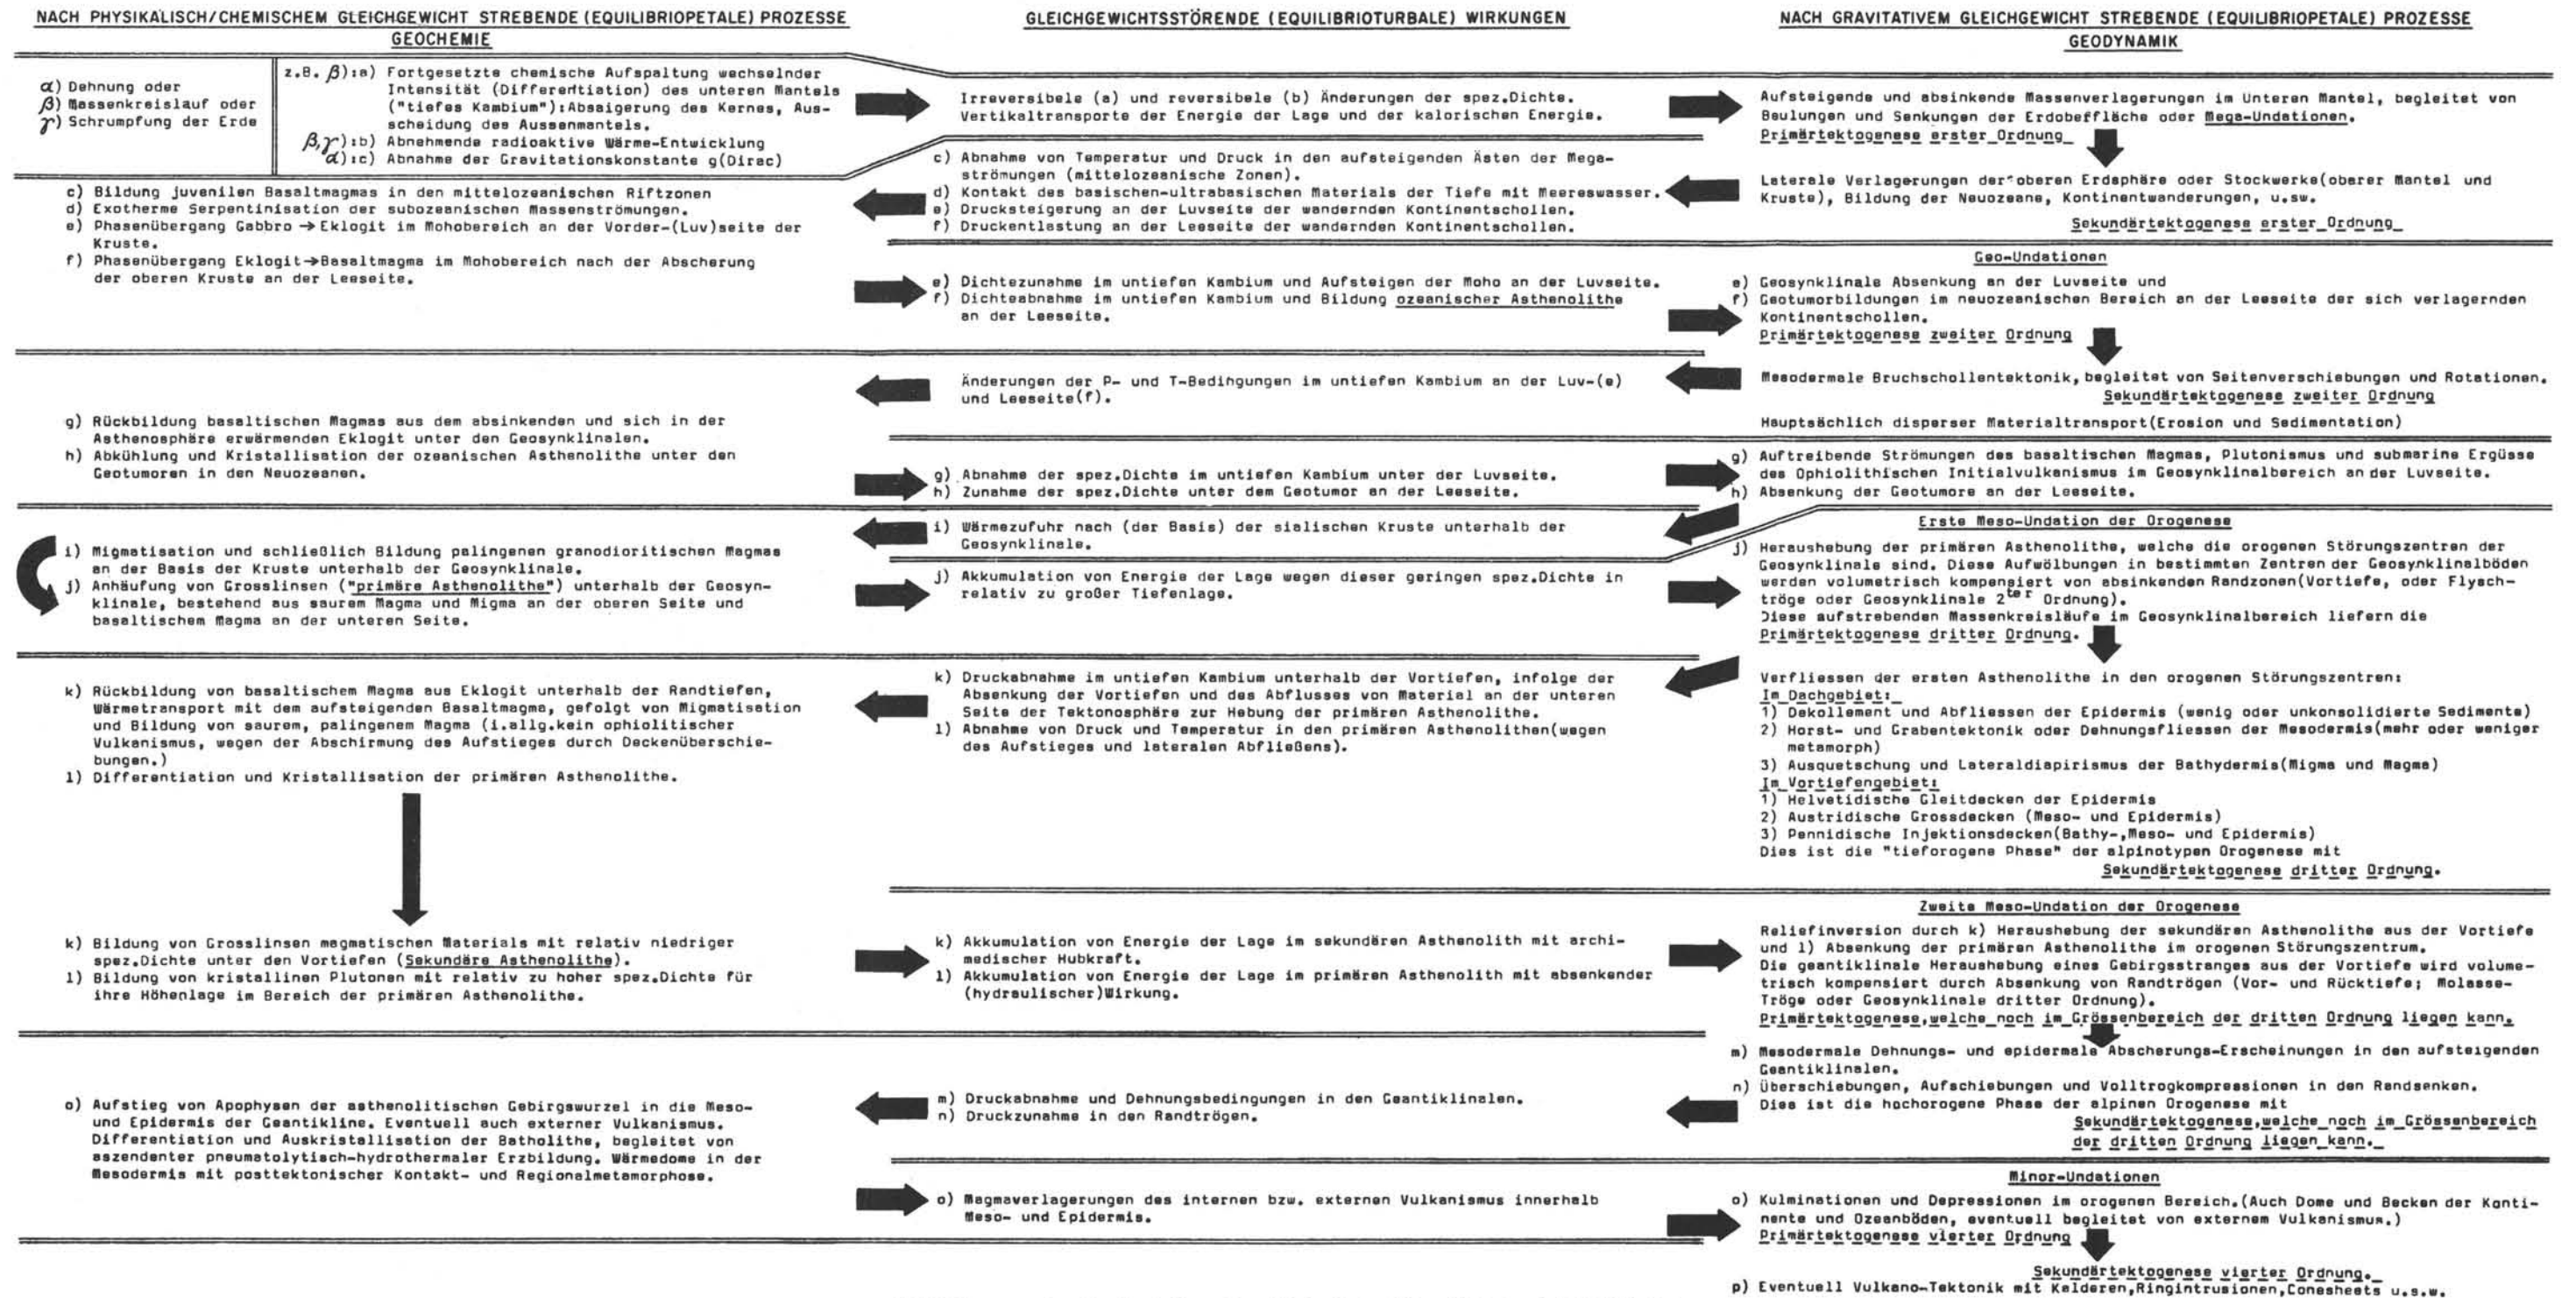 NACH PHYSIKALISCH/CHEMISCHEM GLEICHGEWICHT STREBENDE (EQUILIBRIOPETALE) PROZESSE
GEOCHEMIE
α) Dehnung oder
β) Massenkreislauf oder
γ) Schrumpfung der Erde
z.B. β):a) Fortgesetzte chemische Aufspaltung wechselnder
Intensität (Differentiation) des unteren Mantels
("tiefes Kambium"):Absaigerung des Kernes, Aus-
scheidung des Aussenmantels.
β,γ):b) Abnehmende radioaktive Wärme-Entwicklung
α):c) Abnahme der Gravitationskonstante g(Dirac)
c) Bildung juvenilen Basaltmagmas in den mittelozeanischen Riftzonen
d) Exotherme Serpentinisation der subozeanischen Massenströmungen.
e) Phasenübergang Gabbro → Eklogit im Mohobereich an der Vorder-(Luv)seite der
Kruste.
f) Phasenübergang Eklogit→Basaltmagma im Mohobereich nach der Abscherung
der oberen Kruste an der Leeseite.
g) Rückbildung basaltischen Magmas aus dem absinkenden und sich in der
Asthenosphäre erwärmenden Eklogit unter den Geosynklinalen.
h) Abkühlung und Kristallisation der ozeanischen Asthenolithe unter den
Geotumoren in den Neuozeanen.
i) Migmatisation und schließlich Bildung palingenen granodioritischen Magmas
an der Basis der Kruste unterhalb der Geosynklinale.
j) Anhäufung von Grosslinsen ("primäre Asthenolithe") unterhalb der Geosyn-
klinale, bestehend aus saurem Magma und Migma an der oberen Seite und
basaltischem Magma an der unteren Seite.
k) Rückbildung von basaltischem Magma aus Eklogit unterhalb der Randtiefen,
Wärmetransport mit dem aufsteigenden Basaltmagma, gefolgt von Migmatisation
und Bildung von saurem, palingenem Magma (i.allg.kein ophiolitischer
Vulkanismus, wegen der Abschirmung des Aufstieges durch Deckenüberschie-
bungen.)
l) Differentiation und Kristallisation der primären Asthenolithe.
k) Bildung von Grosslinsen magmatischen Materials mit relativ niedriger
spez.Dichte unter den Vortiefen (Sekundäre Asthenolithe).
l) Bildung von kristallinen Plutonen mit relativ zu hoher spez.Dichte für
ihre Höhenlage im Bereich der primären Asthenolithe.
o) Aufstieg von Apophysen der asthenolitischen Gebirgswurzel in die Meso-
und Epidermis der Geantikline. Eventuell auch externer Vulkanismus.
Differentiation und Auskristallisation der Batholithe, begleitet von
aszendenter pneumatolytisch-hydrothermaler Erzbildung. Wärmedome in der
Mesodermis mit posttektonischer Kontakt- und Regionalmetamorphose.
GLEICHGEWICHTSSTÖRENDE (EQUILIBRIOTURBALE) WIRKUNGEN
Irreversibele (a) und reversibele (b) Änderungen der spez.Dichte.
Vertikaltransporte der Energie der Lage und der kalorischen Energie.
c) Abnahme von Temperatur und Druck in den aufsteigenden Ästen der Mega-
strömungen (mittelozeanische Zonen).
d) Kontakt des basischen-ultrabasischen Materials der Tiefe mit Meereswasser.
e) Drucksteigerung an der Luvseite der wandernden Kontinentschollen.
f) Druckentlastung an der Leeseite der wandernden Kontinentschollen.
e) Dichtezunahme im untiefen Kambium und Aufsteigen der Moho an der Luvseite.
f) Dichteabnahme im untiefen Kambium und Bildung ozeanischer Asthenolithe
an der Leeseite.
Änderungen der P- und T-Bedingungen im untiefen Kambium an der Luv-(e)
und Leeseite(f).
g) Abnahme der spez.Dichte im untiefen Kambium unter der Luvseite.
h) Zunahme der spez.Dichte unter dem Geotumor an der Leeseite.
i) Wärmezufuhr nach (der Basis) der sialischen Kruste unterhalb der
Geosynklinale.
j) Akkumulation von Energie der Lage wegen dieser geringen spez.Dichte in
relativ zu großer Tiefenlage.
k) Druckabnahme im untiefen Kambium unterhalb der Vortiefen, infolge der
Absenkung der Vortiefen und des Abflusses von Material an der unteren
Seite der Tektonosphäre zur Hebung der primären Asthenolithe.
l) Abnahme von Druck und Temperatur in den primären Asthenolithen(wegen
des Aufstieges und lateralen Abfließens).
k) Akkumulation von Energie der Lage im sekundären Asthenolith mit archi-
medischer Hubkraft.
l) Akkumulation von Energie der Lage im primären Asthenolith mit absenkender
(hydraulischer)Wirkung.
m) Druckabnahme und Dehnungsbedingungen in den Geantiklinalen.
n) Druckzunahme in den Randtrögen.
o) Magmaverlagerungen des internen bzw. externen Vulkanismus innerhalb
Meso- und Epidermis.
NACH GRAVITATIVEM GLEICHGEWICHT STREBENDE (EQUILIBRIOPETALE) PROZESSE
GEODYNAMIK
Aufsteigende und absinkende Massenverlagerungen im Unteren Mantel, begleitet von
Beulungen und Senkungen der Erdobeffläche oder Mega-Undationen.
Primärtektogenese erster Ordnung
Laterale Verlagerungen der oberen Erdsphäre oder Stockwerke(oberer Mantel und
Kruste), Bildung der Neuozeane, Kontinentwanderungen, u.sw.
Sekundärtektogenese erster Ordnung
Geo-Undationen
e) Geosynklinale Absenkung an der Luvseite und
f) Geotumorbildungen im neuozeanischen Bereich an der Leeseite der sich verlagernden
Kontinentschollen.
Primärtektogenese zweiter Ordnung
Mesodermale Bruchschollentektonik, begleitet von Seitenverschiebungen und Rotationen.
Sekundärtektogenese zweiter Ordnung
Hauptsächlich disperser Materialtransport(Erosion und Sedimentation)
g) Auftreibende Strömungen des basaltischen Magmas, Plutonismus und submarine Ergüsse
des Ophiolithischen Initialvulkanismus im Geosynklinalbereich an der Luvseite.
h) Absenkung der Geotumore an der Leeseite.
Erste Meso-Undation der Orogenese
j) Heraushebung der primären Asthenolithe, welche die orogenen Störungszentren der
Geosynklinale sind. Diese Aufwölbungen in bestimmten Zentren der Geosynklinalböden
werden volumetrisch kompensiert von absinkenden Randzonen(Vortiefe, oder Flysch-
tröge oder Geosynklinale 2ter Ordnung).
Diese aufstrebenden Massenkreisläufe im Geosynklinalbereich liefern die
Primärtektogenese dritter Ordnung.
Verfliessen der ersten Asthenolithe in den orogenen Störungszentren:
Im Dachgebiet:
1) Dekollement und Abfliessen der Epidermis (wenig oder unkonsolidierte Sedimente)
2) Horst- und Grabentektonik oder Dehnungsfliessen der Mesodermis(mehr oder weniger
metamorph)
3) Ausquetschung und Lateraldiapirismus der Bathydermis(Migma und Magma)
Im Vortiefengebiet:
1) Helvetidische Gleitdecken der Epidermis
2) Austridische Grossdecken (Meso- und Epidermis)
3) Pennidische Injektionsdecken(Bathy-,Meso- und Epidermis)
Dies ist die "tieforogene Phase" der alpinotypen Orogenese mit
Sekundärtektogenese dritter Ordnung.
Zweite Meso-Undation der Orogenese
Reliefinversion durch k) Heraushebung der sekundären Asthenolithe aus der Vortiefe
und l) Absenkung der primären Asthenolithe im orogenen Störungszentrum.
Die geantiklinale Heraushebung eines Gebirgsstranges aus der Vortiefe wird volume-
trisch kompensiert durch Absenkung von Randtrögen (Vor- und Rücktiefe; Molasse-
Tröge oder Geosynklinale dritter Ordnung).
Primärtektogenese,welche noch im Grössenbereich der dritten Ordnung liegen kann.
m) Mesodermale Dehnungs- und epidermale Abscherungs-Erscheinungen in den aufsteigenden
Geantiklinalen.
n) Überschiebungen, Aufschiebungen und Volltrogkompressionen in den Randsenken.
Dies ist die hochorogene Phase der alpinen Orogenese mit
Sekundärtektogenese,welche noch im Grössenbereich
der dritten Ordnung liegen kann.
Minor-Undationen
o) Kulminationen und Depressionen im orogenen Bereich.(Auch Dome und Becken der Konti-
nente und Ozeanböden, eventuell begleitet von externem Vulkanismus.)
Primärtektogenese vierter Ordnung
Sekundärtektogenese vierter Ordnung.
p) Eventuell Vulkano-Tektonik mit Kelderen,Ringintrusionen,Conesheets u.s.w.